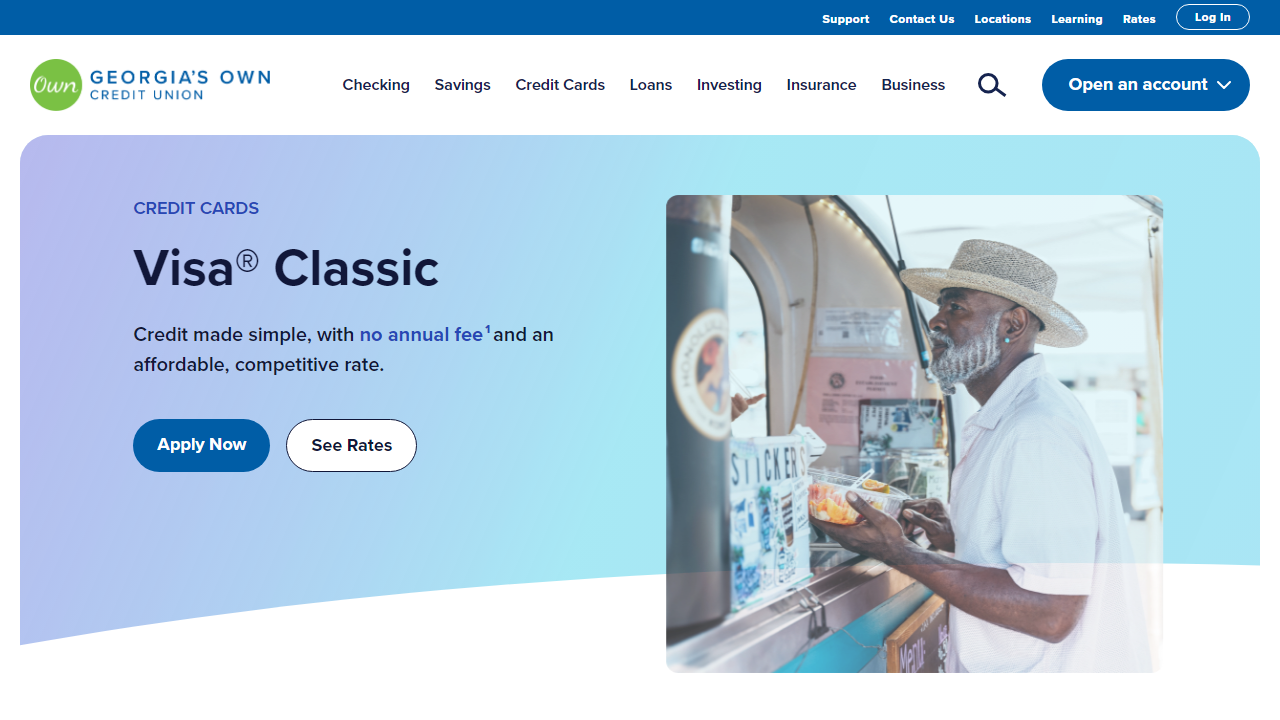 Support Contact Us Locations Learning Rates Log In
Own GEORGIA'S OWN
CREDIT UNION
Checking Savings Credit Cards Loans Investing Insurance Business Open an account
CREDIT CARDS
Visa® Classic
Credit made simple, with no annual fee¹ and an
affordable, competitive rate.
Apply Now See Rates
STICKERS
Menu